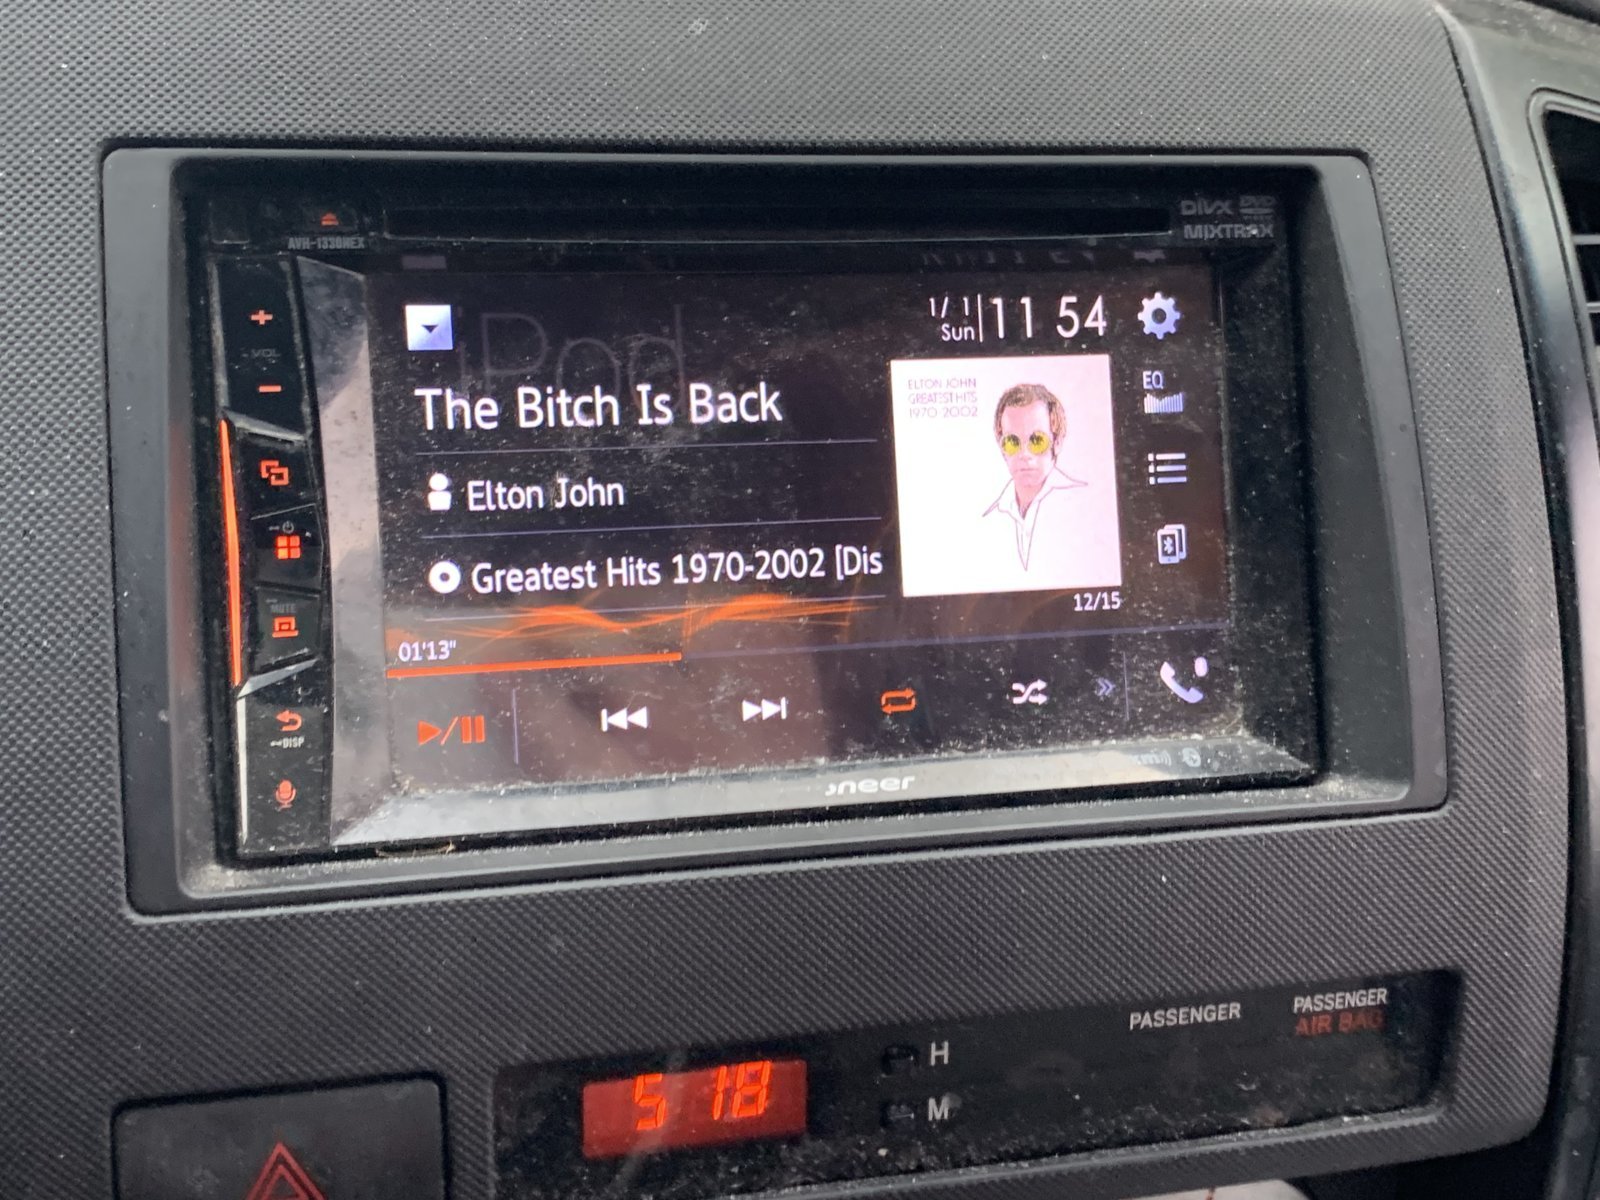 DIVX DVD
AVH-1330NEX
MIXTRAX
VOL
MUTE
DISP
iPod
1/ 1
Sun
11 54
The Bitch Is Back
Elton John
Greatest Hits 1970-2002 [Dis
ELTON JOHN
GREATEST HITS
1970-2002
EQ
12/15
01'13"
oneer
PASSENGER
PASSENGER
AIR BAG
5 18
H
M